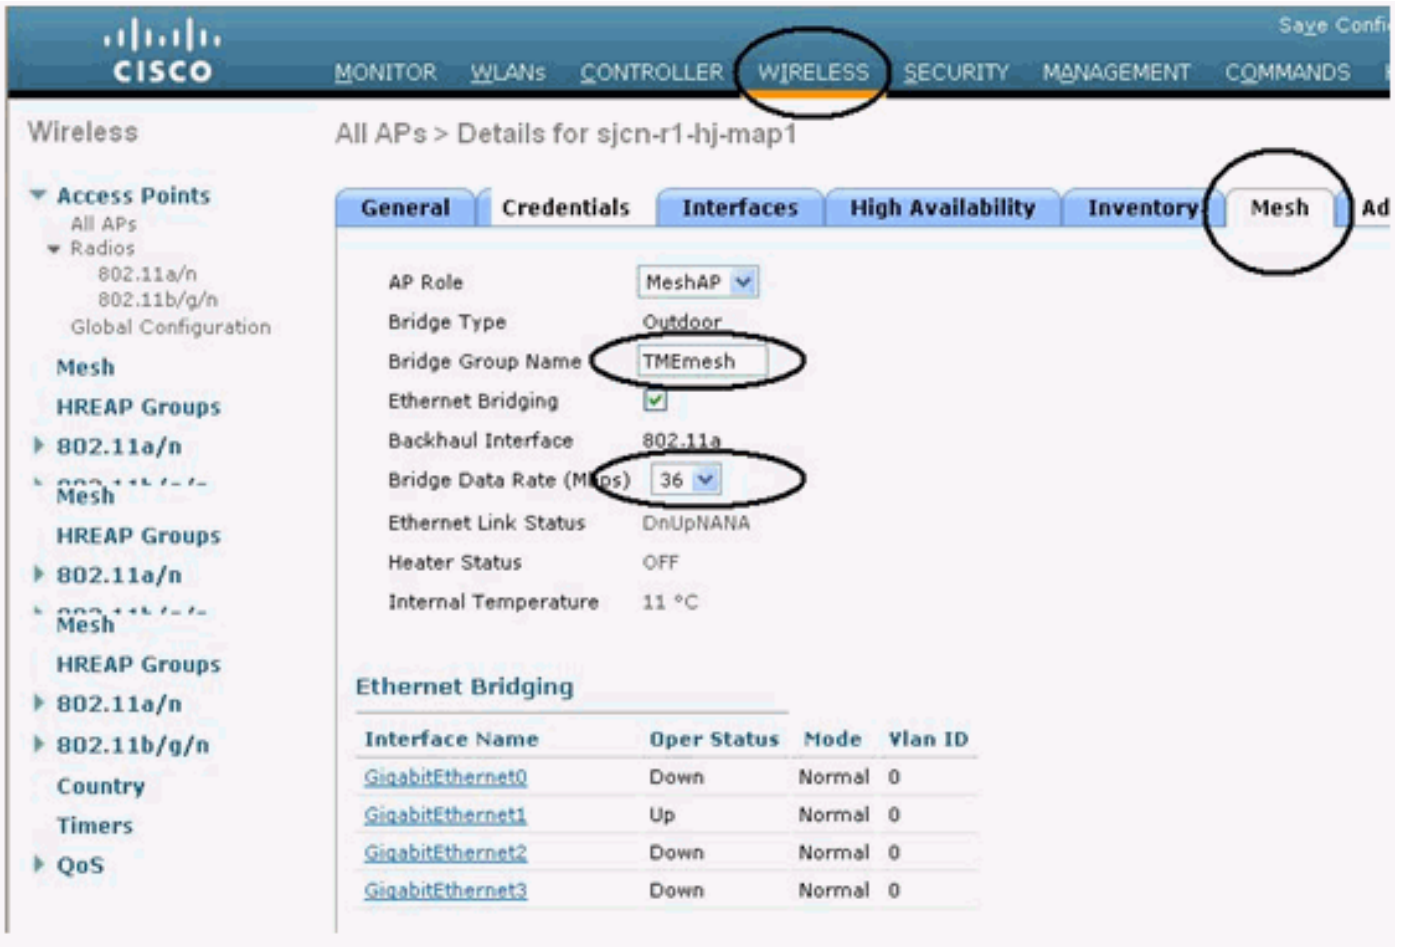 Save Confi
CISCO
MONITOR WLANs CONTROLLER WIRELESS SECURITY MANAGEMENT COMMANDS
Wireless
All APs > Details for sjcn-r1-hj-map1
Access Points
All APs
Radios
802.11a/n
802.11b/g/n
Global Configuration
Mesh
HREAP Groups
802.11a/n
Mesh
HREAP Groups
802.11a/n
Mesh
HREAP Groups
802.11a/n
802.11b/g/n
Country
Timers
QoS
General Credentials Interfaces High Availability Inventory Mesh Ad
AP Role MeshAP
Bridge Type Outdoor
Bridge Group Name TMEmesh
Ethernet Bridging
Backhaul Interface 802.11a
Bridge Data Rate (Mbps) 36
Ethernet Link Status DnUpNANA
Heater Status OFF
Internal Temperature 11 °C
Ethernet Bridging
Interface Name Oper Status Mode Vlan ID
GigabitEthernet0 Down Normal 0
GigabitEthernet1 Up Normal 0
GigabitEthernet2 Down Normal 0
GigabitEthernet3 Down Normal 0